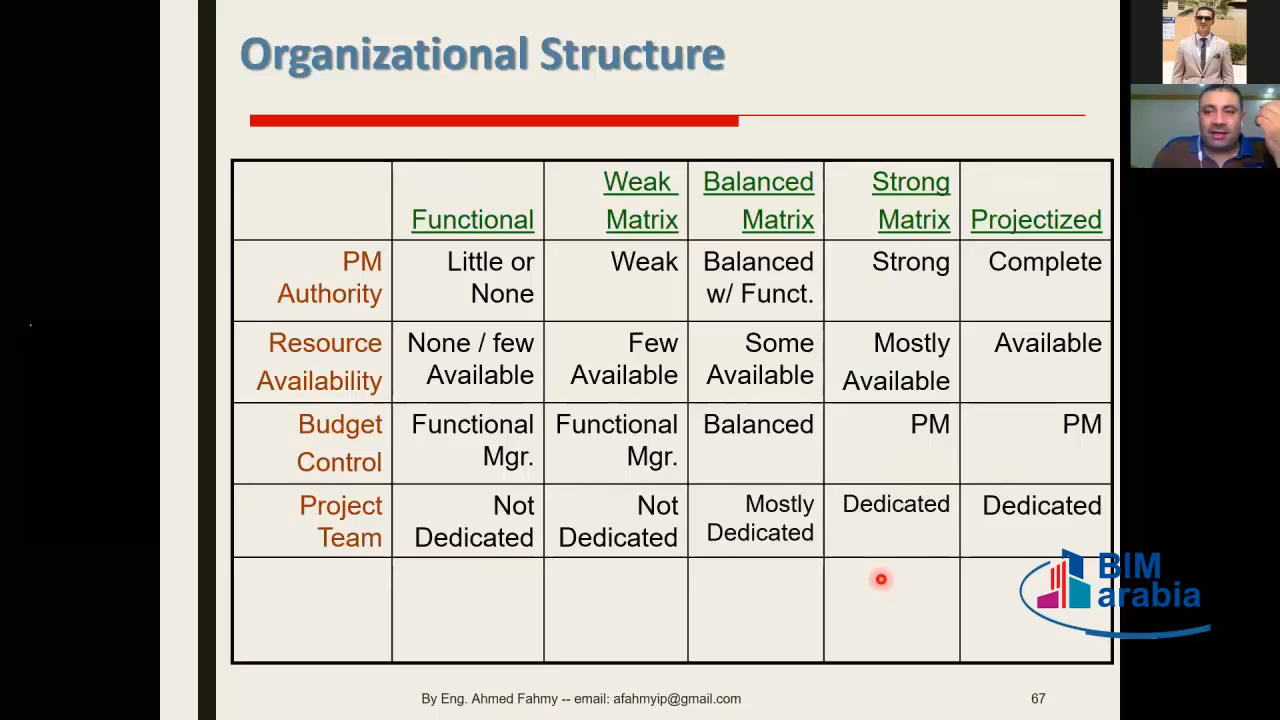 Organizational Structure
Functional
Weak
Matrix
Balanced
Matrix
Strong
Matrix
Projectized
PM
Authority
Little or
None
Weak
Balanced
w/ Funct.
Strong
Complete
Resource
Availability
None / few
Available
Few
Available
Some
Available
Mostly
Available
Available
Budget
Control
Functional
Mgr.
Functional
Mgr.
Balanced
PM
PM
Project
Team
Not
Dedicated
Not
Dedicated
Mostly
Dedicated
Dedicated
Dedicated
BIM
arabia
By Eng. Ahmed Fahmy -- email: afahmyip@gmail.com
67